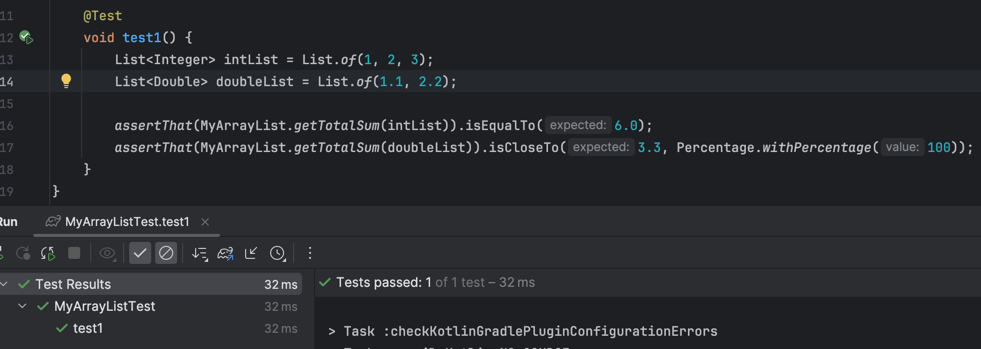 11 @Test
12 void test1() {
13 List<Integer> intList = List.of(1, 2, 3);
14 List<Double> doubleList = List.of(1.1, 2.2);
15
16 assertThat(MyArrayList.getTotalSum(intList)).isEqualTo( expected: 6.0);
17 assertThat(MyArrayList.getTotalSum(doubleList)).isCloseTo( expected: 3.3, Percentage.withPercentage( value: 100));
18 }
19 }
Run MyArrayListTest.test1
Test Results 32 ms
Tests passed: 1 of 1 test – 32 ms
MyArrayListTest 32 ms
test1 32 ms
> Task :checkKotlinGradlePluginConfigurationErrors